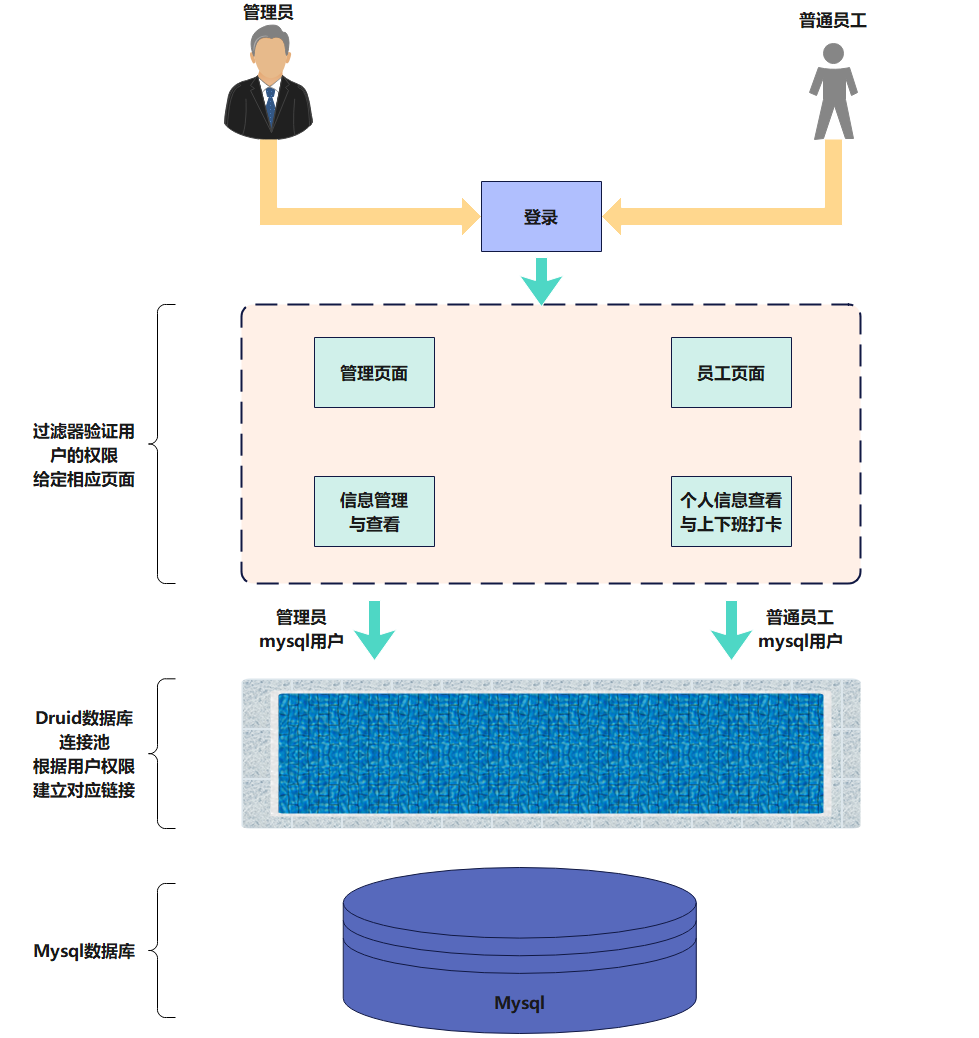 管理员
普通员工
登录
管理页面
员工页面
过滤器验证用
户的权限
给定相应页面
信息管理
与查看
个人信息查看
与上下班打卡
管理员
mysql用户
普通员工
mysql用户
Druid数据库
连接池
根据用户权限
建立对应链接
Mysql数据库
Mysql